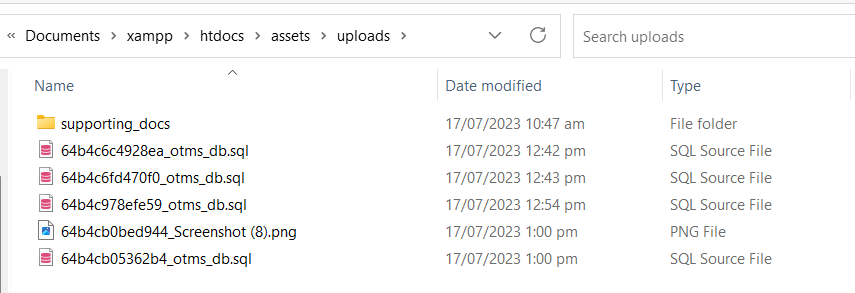 « Documents > xampp > htdocs > assets > uploads > Search uploads
Name Date modified Type
supporting_docs 17/07/2023 10:47 am File folder
64b4c6c4928ea_otms_db.sql 17/07/2023 12:42 pm SQL Source File
64b4c6fd470f0_otms_db.sql 17/07/2023 12:43 pm SQL Source File
64b4c978efe59_otms_db.sql 17/07/2023 12:54 pm SQL Source File
64b4cb0bed944_Screenshot (8).png 17/07/2023 1:00 pm PNG File
64b4cb05362b4_otms_db.sql 17/07/2023 1:00 pm SQL Source File